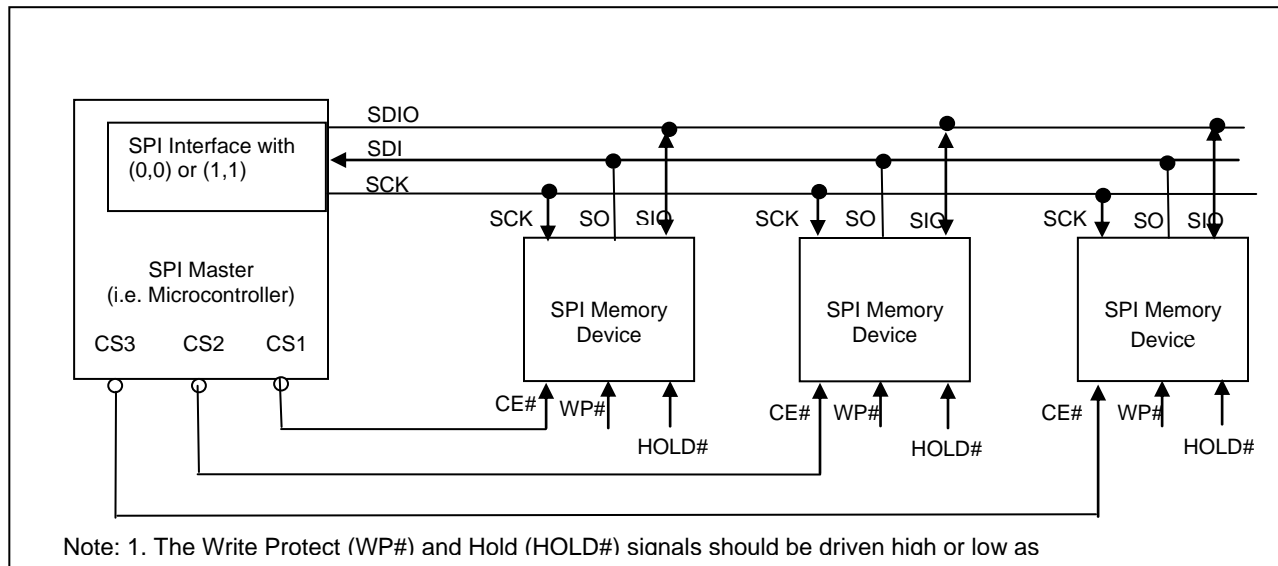 SDIO
SPI Interface with
(0,0) or (1,1)
SDI
SCK
SCK SO SIO
SCK SO SIO
SCK SO SIO
SPI Master
(i.e. Microcontroller)
SPI Memory
Device
SPI Memory
Device
SPI Memory
Device
CS3 CS2 CS1
CE# WP#
HOLD#
CE# WP#
HOLD#
CE# WP#
HOLD#
Note: 1. The Write Protect (WP#) and Hold (HOLD#) signals should be driven high or low as